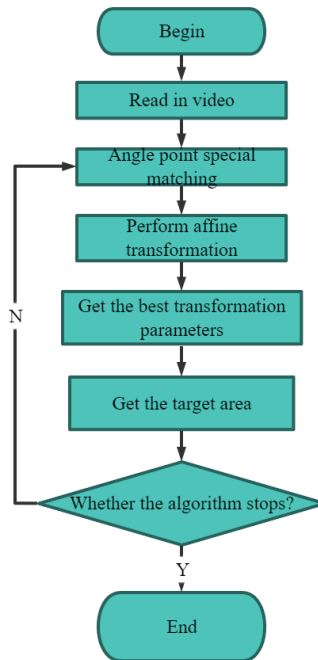 Begin
Read in video
Angle point special
matching
Perform affine
transformation
Get the best transformation
parameters
N
Get the target area
Whether the algorithm stops?
Y
End